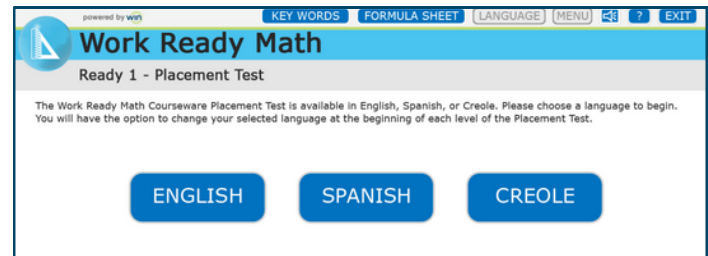 powered by win KEY WORDS FORMULA SHEET LANGUAGE MENU ? EXIT
Work Ready Math
Ready 1 - Placement Test
The Work Ready Math Courseware Placement Test is available in English, Spanish, or Creole. Please choose a language to begin.
You will have the option to change your selected language at the beginning of each level of the Placement Test.
ENGLISH SPANISH CREOLE